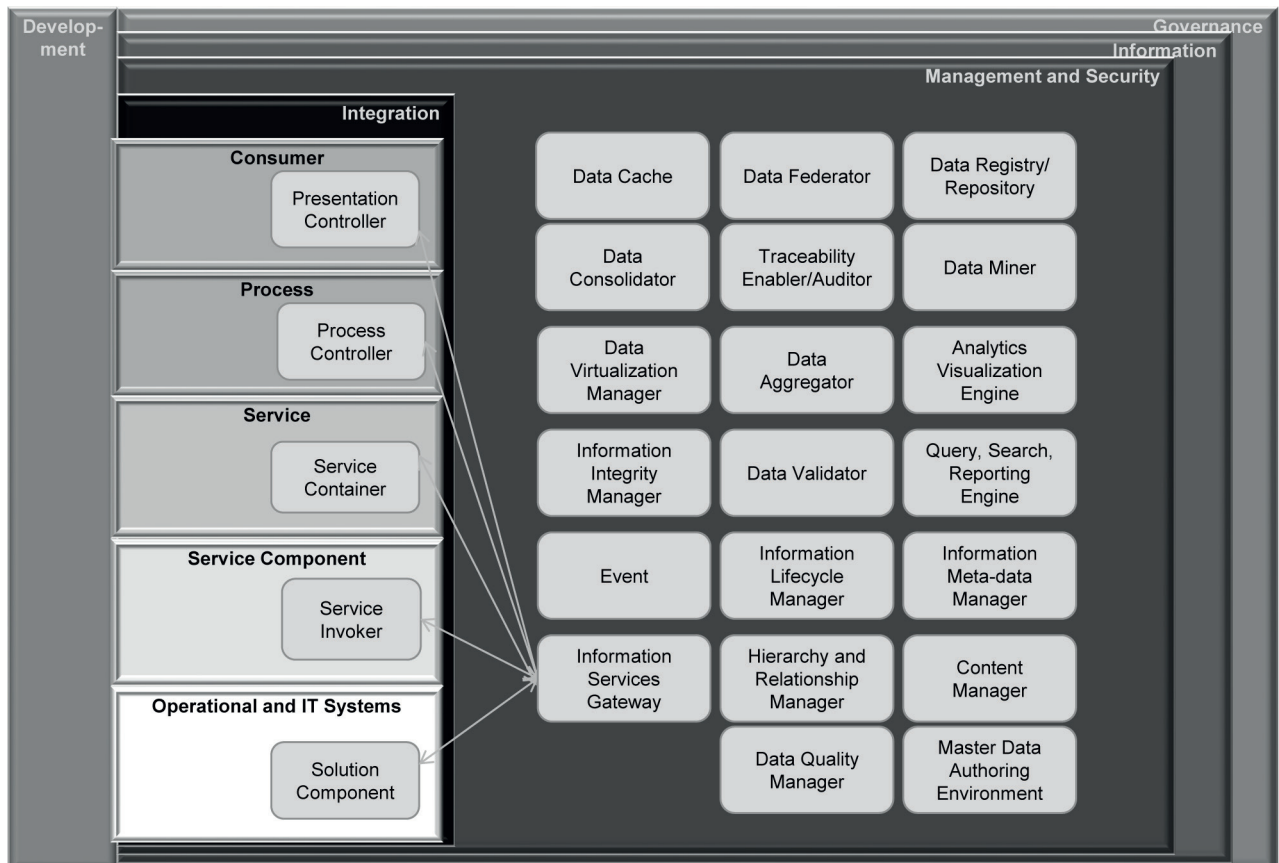 Develop-
ment
Governance
Information
Management and Security
Integration
Consumer
Presentation
Controller
Process
Process
Controller
Service
Service
Container
Service Component
Service
Invoker
Operational and IT Systems
Solution
Component
Data Cache
Data Federator
Data Registry/
Repository
Data
Consolidator
Traceability
Enabler/Auditor
Data Miner
Data
Virtualization
Manager
Data
Aggregator
Analytics
Visualization
Engine
Information
Integrity
Manager
Data Validator
Query, Search,
Reporting
Engine
Event
Information
Lifecycle
Manager
Information
Meta-data
Manager
Information
Services
Gateway
Hierarchy and
Relationship
Manager
Content
Manager
Data Quality
Manager
Master Data
Authoring
Environment